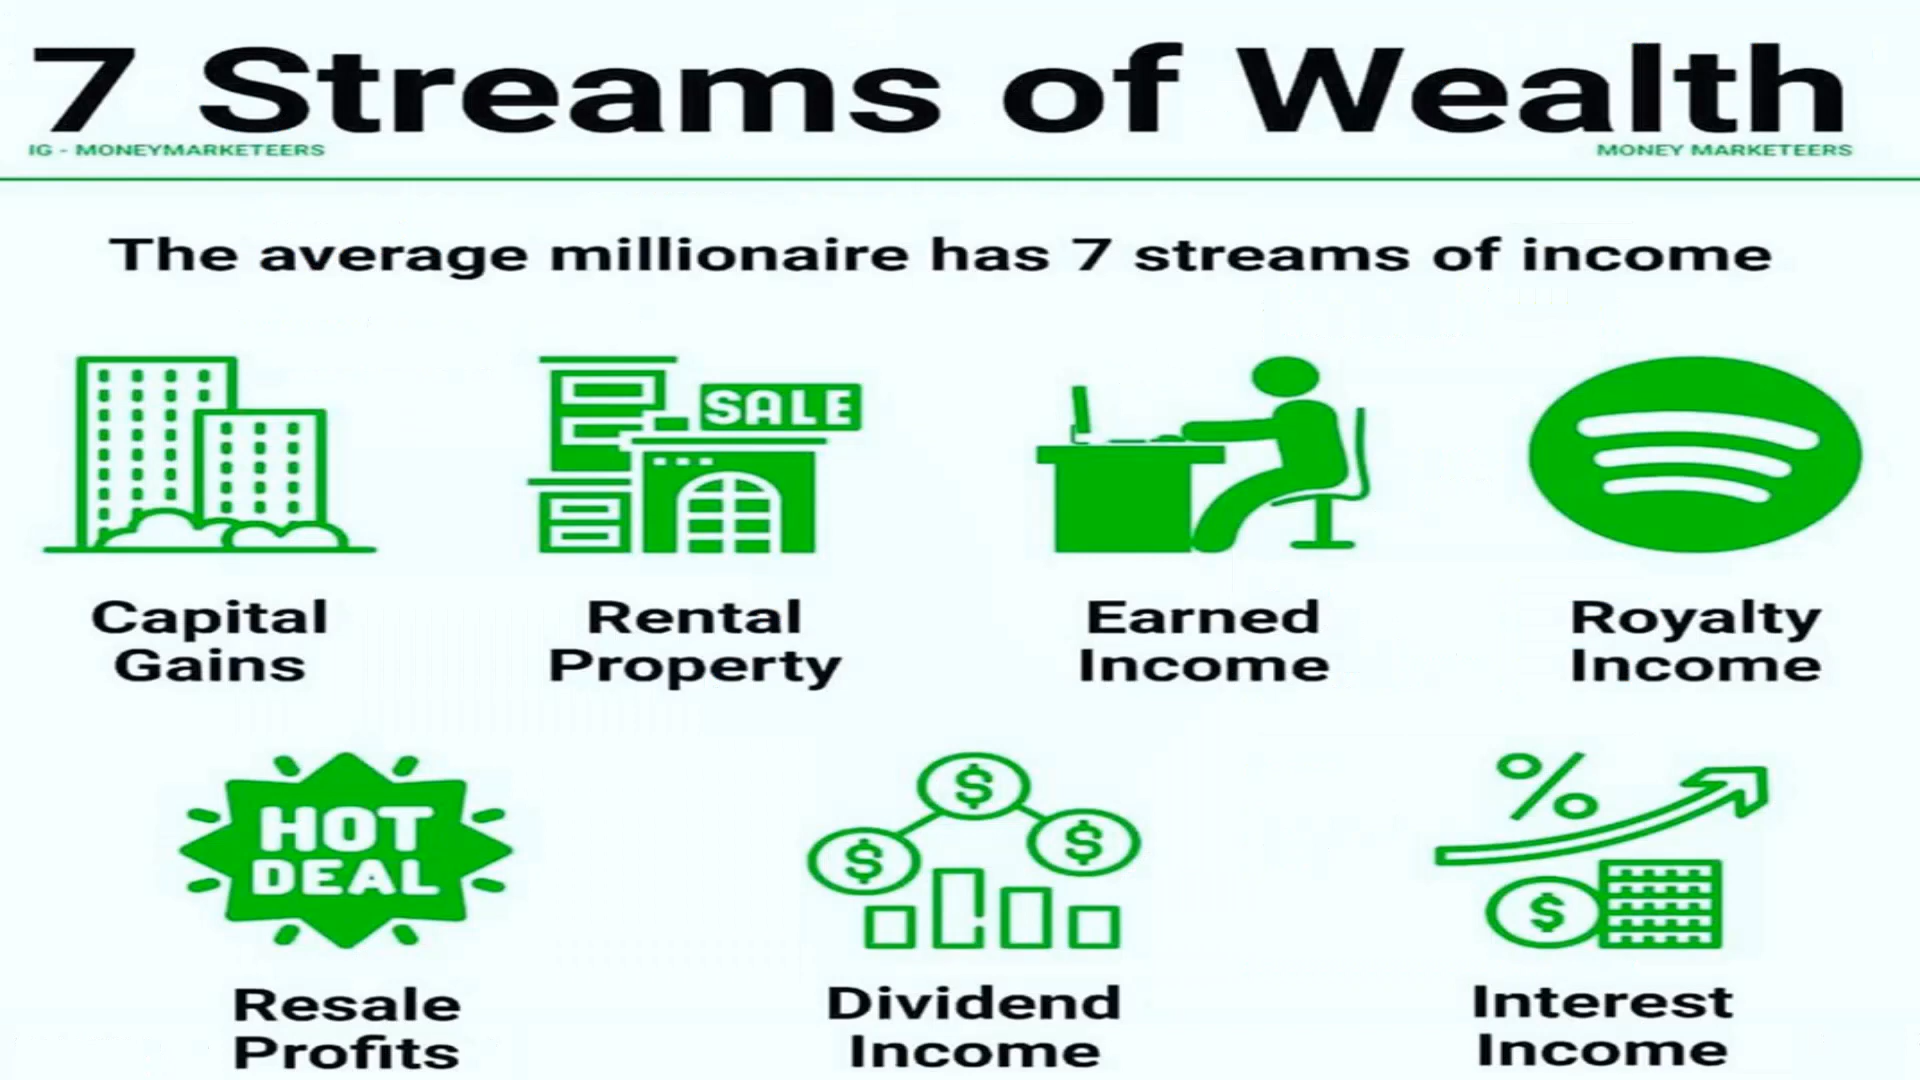 7 Streams of Wealth
IG - MONEYMARKETEERS
MONEY MARKETEERS
The average millionaire has 7 streams of income
SALE
Capital
Gains
Rental
Property
Earned
Income
Royalty
Income
HOT
DEAL
$
$
$
%
$
Resale
Profits
Dividend
Income
Interest
Income